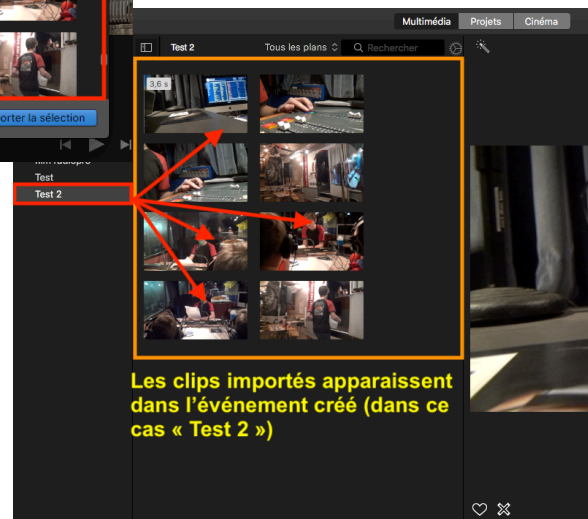 Multimédia Projets Cinéma
Test 2 Tous les plans Rechercher
3,6 s
orter la sélection
Test
Test 2
Les clips importés apparaissent
dans l’événement créé (dans ce
cas « Test 2 »)